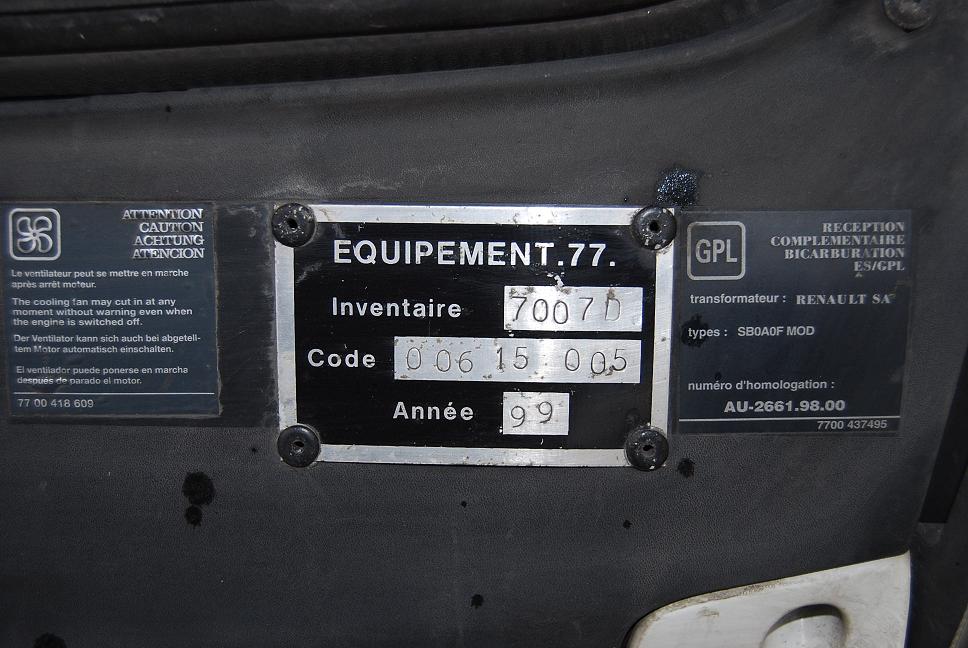 ATTENTION
CAUTION
ACHTUNG
ATENCION
Le ventilateur peut se mettre en marche
après arrêt moteur.
The cooling fan may cut in at any
moment without warning even when
the engine is switched off.
Der Ventilator kann sich auch bei abgestell-
tem Motor automatisch einschalten.
El ventilador puede ponerse en marcha
después de parado el motor.
77 00 418 609
EQUIPEMENT.77.
Inventaire 7007D
Code 006 15 005
Année 99
GPL
RECEPTION
COMPLEMENTAIRE
BICARBURATION
ES/GPL
transformateur : RENAULT SA
types : SB0A0F MOD
numéro d'homologation :
AU-2661.98.00
7700 437495